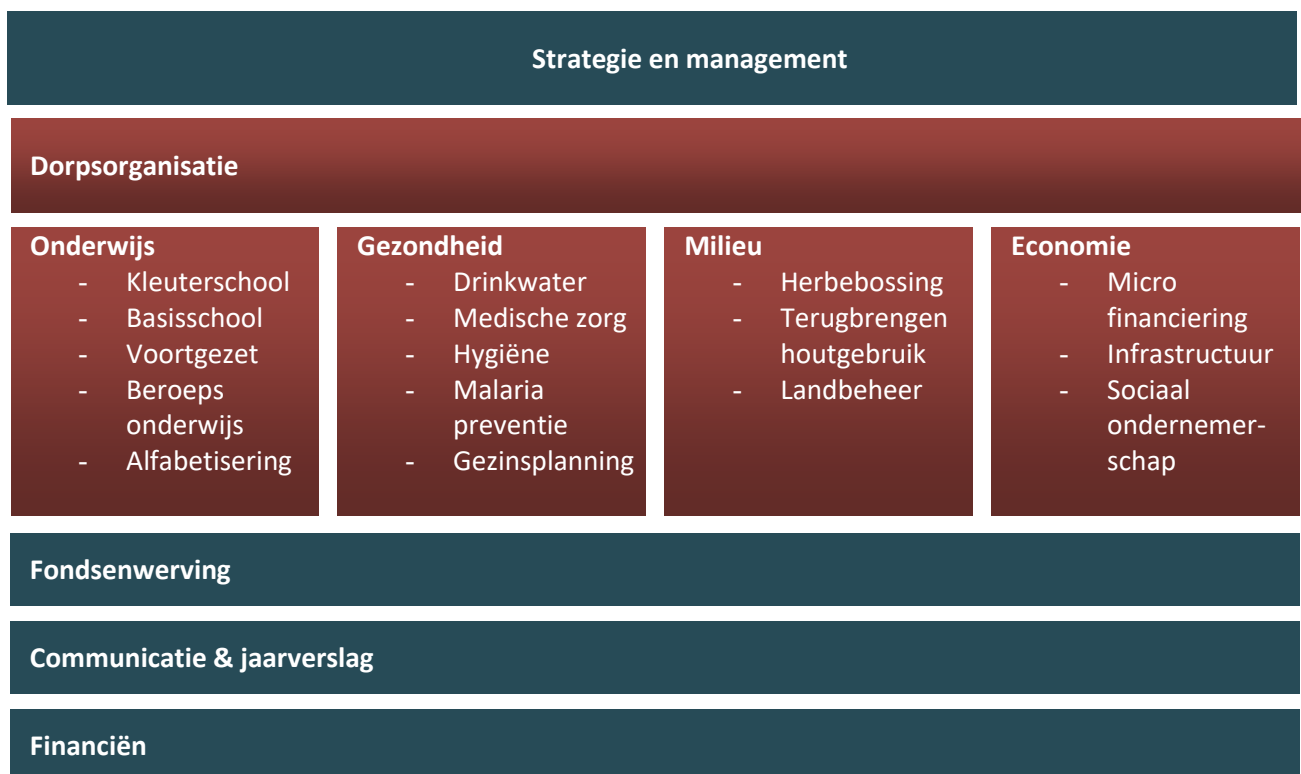 Strategie en management
Dorpsorganisatie
Onderwijs
- Kleuterschool
- Basisschool
- Voortgezet
- Beroeps
onderwijs
- Alfabetisering
Gezondheid
- Drinkwater
- Medische zorg
- Hygiëne
- Malaria
preventie
- Gezinsplanning
Milieu
- Herbebossing
- Terugbrengen
houtgebruik
- Landbeheer
Economie
- Micro
financiering
- Infrastructuur
- Sociaal
ondernemer-
schap
Fondsenwerving
Communicatie & jaarverslag
Financiën